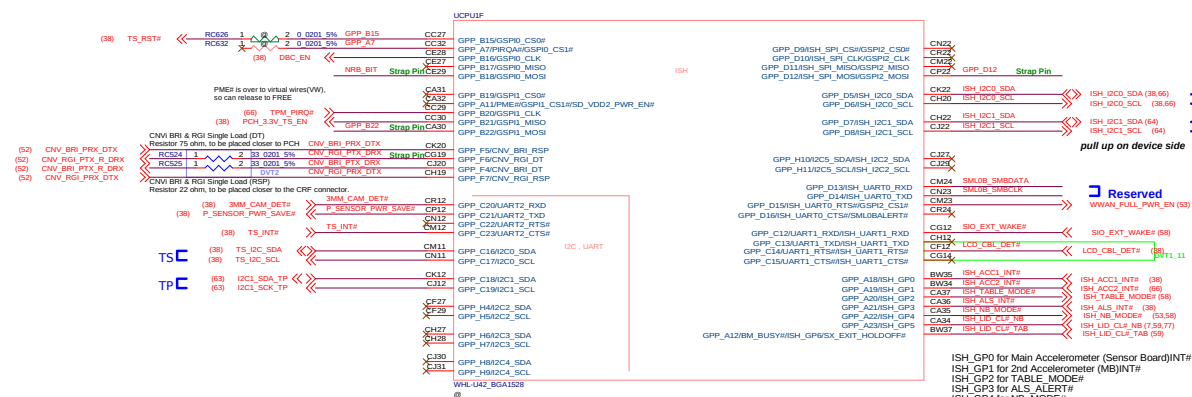 UCPU1F
(38) TS_RST# RC626 1 @ 2 0_0201_5% GPP_B15 CC27 GPP_B15/GSPI0_CS0#
RC632 1 @ 2 0_0201_5% GPP_A7 CC32 GPP_A7/PIRQA#/GSPI0_CS1#
(38) DBC_EN CE28 GPP_B16/GSPI0_CLK
CE27 GPP_B17/GSPI0_MISO
NRB_BIT Strap Pin CE29 GPP_B18/GSPI0_MOSI
ISH
GPP_D9/ISH_SPI_CS#/GSPI2_CS0# CN22
GPP_D10/ISH_SPI_CLK/GSPI2_CLK CR22
GPP_D11/ISH_SPI_MISO/GSPI2_MISO CM22
GPP_D12/ISH_SPI_MOSI/GSPI2_MOSI CP22 GPP_D12 Strap Pin
PME# is over to virtual wires(VW),
so can release to FREE
CA31 GPP_B19/GSPI1_CS0#
CA32 GPP_A11/PME#/GSPI1_CS1#/SD_VDD2_PWR_EN#
(66) TPM_PIRQ# CC29 GPP_B20/GSPI1_CLK
(38) PCH_3.3V_TS_EN CC30 GPP_B21/GSPI1_MISO
GPP_B22 Strap Pin CA30 GPP_B22/GSPI1_MOSI
GPP_D5/ISH_I2C0_SDA CK22 ISH_I2C0_SDA ISH_I2C0_SDA (38,66)
GPP_D6/ISH_I2C0_SCL CH20 ISH_I2C0_SCL ISH_I2C0_SCL (38,66)
GPP_D7/ISH_I2C1_SDA CH22 ISH_I2C1_SDA ISH_I2C1_SDA (64)
GPP_D8/ISH_I2C1_SCL CJ22 ISH_I2C1_SCL ISH_I2C1_SCL (64)
pull up on device side
CNVi BRI & RGI Single Load (DT)
Resistor 75 ohm, to be placed closer to PCH
(52) CNV_BRI_PRX_DTX CNV_BRI_PRX_DTX CK20 GPP_F5/CNV_BRI_RSP
(52) CNV_RGI_PTX_R_DRX RC524 1 2 33_0201_5% CNV_RGI_PTX_DRX Strap Pin CG19 GPP_F6/CNV_RGI_DT
(52) CNV_BRI_PTX_R_DRX RC525 1 2 33_0201_5% CNV_BRI_PTX_DRX CJ20 GPP_F4/CNV_BRI_DT
(52) CNV_RGI_PRX_DTX DVT2 CNV_RGI_PRX_DTX CH19 GPP_F7/CNV_RGI_RSP
CNVi BRI & RGI Single Load (RSP)
Resistor 22 ohm, to be placed closer to the CRF connector.
GPP_H10/I2C5_SDA/ISH_I2C2_SDA CJ27
GPP_H11/I2C5_SCL/ISH_I2C2_SCL CJ29
GPP_D13/ISH_UART0_RXD CM24 SML0B_SMBDATA
GPP_D14/ISH_UART0_TXD CN23 SML0B_SMBCLK
Reserved
GPP_D15/ISH_UART0_RTS#/GSPI2_CS1# CM23 WWAN_FULL_PWR_EN (53)
GPP_D16/ISH_UART0_CTS#/SML0BALERT# CR24
(38) 3MM_CAM_DET# 3MM_CAM_DET# CR12 GPP_C20/UART2_RXD
(38) P_SENSOR_PWR_SAVE# P_SENSOR_PWR_SAVE# CP12 GPP_C21/UART2_TXD
CN12 GPP_C22/UART2_RTS#
(38) TS_INT# TS_INT# CM12 GPP_C23/UART2_CTS#
GPP_C12/UART1_RXD/ISH_UART1_RXD CG12 SIO_EXT_WAKE# SIO_EXT_WAKE# (58)
GPP_C13/UART1_TXD/ISH_UART1_TXD CH12
GPP_C14/UART1_RTS#/ISH_UART1_RTS# CF12 LCD_CBL_DET# LCD_CBL_DET# (38)
GPP_C15/UART1_CTS#/ISH_UART1_CTS# CG14 DVT1_11
I2C , UART
TS
(38) TS_I2C_SDA CM11 GPP_C16/I2C0_SDA
(38) TS_I2C_SCL CN11 GPP_C17/I2C0_SCL
TP
(63) I2C1_SDA_TP CK12 GPP_C18/I2C1_SDA
(63) I2C1_SCK_TP CJ12 GPP_C19/I2C1_SCL
CF27 GPP_H4/I2C2_SDA
CF29 GPP_H5/I2C2_SCL
CH27 GPP_H6/I2C3_SDA
CH28 GPP_H7/I2C3_SCL
CJ30 GPP_H8/I2C4_SDA
CJ31 GPP_H9/I2C4_SCL
GPP_A18/ISH_GP0 BW35 ISH_ACC1_INT# ISH_ACC1_INT# (38)
GPP_A19/ISH_GP1 BW34 ISH_ACC2_INT# ISH_ACC2_INT# (66)
GPP_A20/ISH_GP2 CA37 ISH_TABLE_MODE# ISH_TABLE_MODE# (58)
GPP_A21/ISH_GP3 CA36 ISH_ALS_INT# ISH_ALS_INT# (38)
GPP_A22/ISH_GP4 CA35 ISH_NB_MODE# ISH_NB_MODE# (53,58)
GPP_A23/ISH_GP5 CA34 ISH_LID_CL#_NB ISH_LID_CL#_NB (7,59,77)
GPP_A12/BM_BUSY#/ISH_GP6/SX_EXIT_HOLDOFF# BW37 ISH_LID_CL#_TAB ISH_LID_CL#_TAB (59)
WHL-U42_BGA1528
@
ISH_GP0 for Main Accelerometer (Sensor Board)INT#
ISH_GP1 for 2nd Accelerometer (MB)INT#
ISH_GP2 for TABLE_MODE#
ISH_GP3 for ALS_ALERT#
ISH_GP4 for NB_MODE#